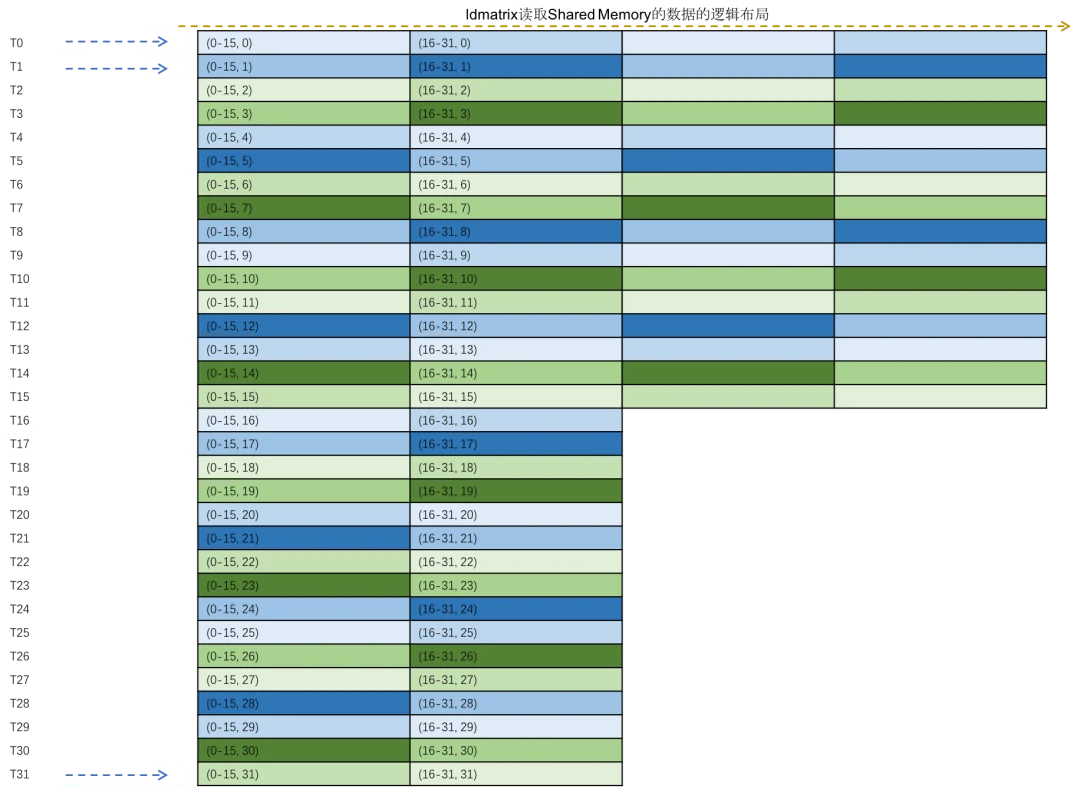 ldmatrix读取Shared Memory的数据的逻辑布局
T0 (0-15, 0) (16-31, 0)
T1 (0-15, 1) (16-31, 1)
T2 (0-15, 2) (16-31, 2)
T3 (0-15, 3) (16-31, 3)
T4 (0-15, 4) (16-31, 4)
T5 (0-15, 5) (16-31, 5)
T6 (0-15, 6) (16-31, 6)
T7 (0-15, 7) (16-31, 7)
T8 (0-15, 8) (16-31, 8)
T9 (0-15, 9) (16-31, 9)
T10 (0-15, 10) (16-31, 10)
T11 (0-15, 11) (16-31, 11)
T12 (0-15, 12) (16-31, 12)
T13 (0-15, 13) (16-31, 13)
T14 (0-15, 14) (16-31, 14)
T15 (0-15, 15) (16-31, 15)
T16 (0-15, 16) (16-31, 16)
T17 (0-15, 17) (16-31, 17)
T18 (0-15, 18) (16-31, 18)
T19 (0-15, 19) (16-31, 19)
T20 (0-15, 20) (16-31, 20)
T21 (0-15, 21) (16-31, 21)
T22 (0-15, 22) (16-31, 22)
T23 (0-15, 23) (16-31, 23)
T24 (0-15, 24) (16-31, 24)
T25 (0-15, 25) (16-31, 25)
T26 (0-15, 26) (16-31, 26)
T27 (0-15, 27) (16-31, 27)
T28 (0-15, 28) (16-31, 28)
T29 (0-15, 29) (16-31, 29)
T30 (0-15, 30) (16-31, 30)
T31 (0-15, 31) (16-31, 31)